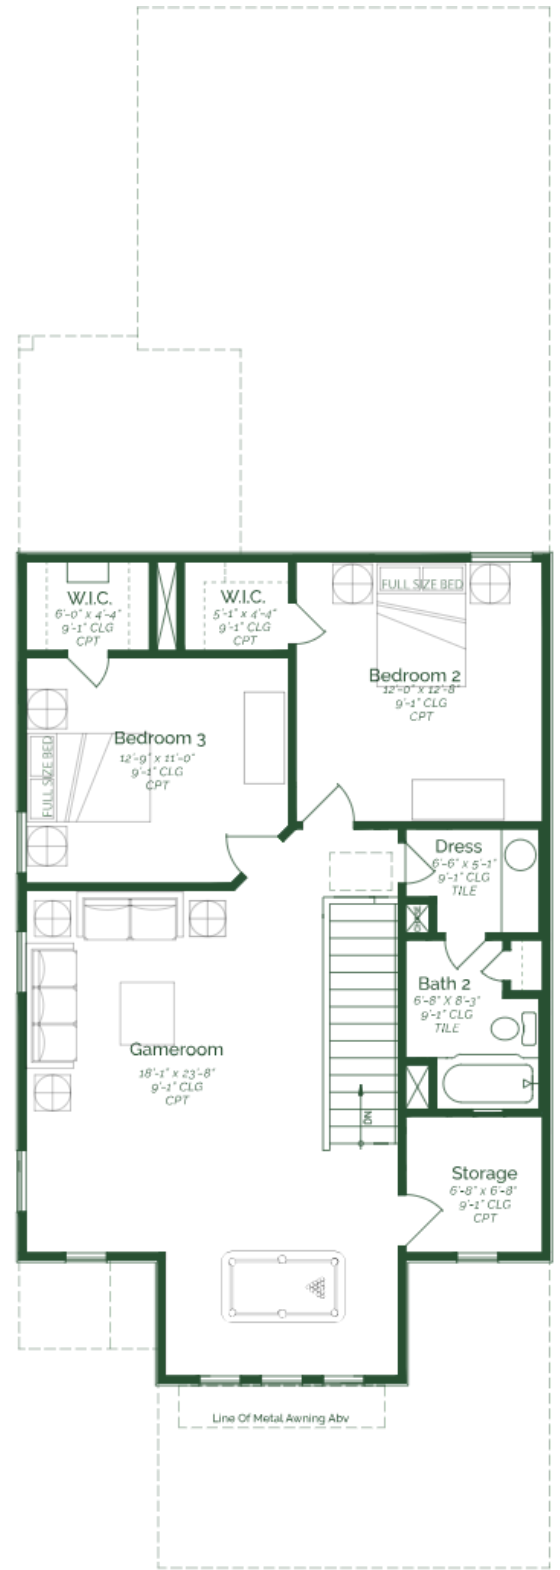 W.I.C.
6'-0" x 4'-4"
9'-1" CLG
CPT
W.I.C.
5'-1" x 4'-4"
9'-1" CLG
CPT
FULL SIZE BED
Bedroom 2
12'-0" x 12'-8"
9'-1" CLG
CPT
Bedroom 3
12'-9" x 11'-0"
9'-1" CLG
CPT
FULL SIZE BED
Dress
6'-6" x 5'-1"
9'-1" CLG
TILE
Bath 2
6'-8" X 8'-3"
9'-1" CLG
TILE
Gameroom
18'-1" x 23'-8"
9'-1" CLG
CPT
DN
Storage
6'-8" x 6'-8"
9'-1" CLG
CPT
Line Of Metal Awning Abv